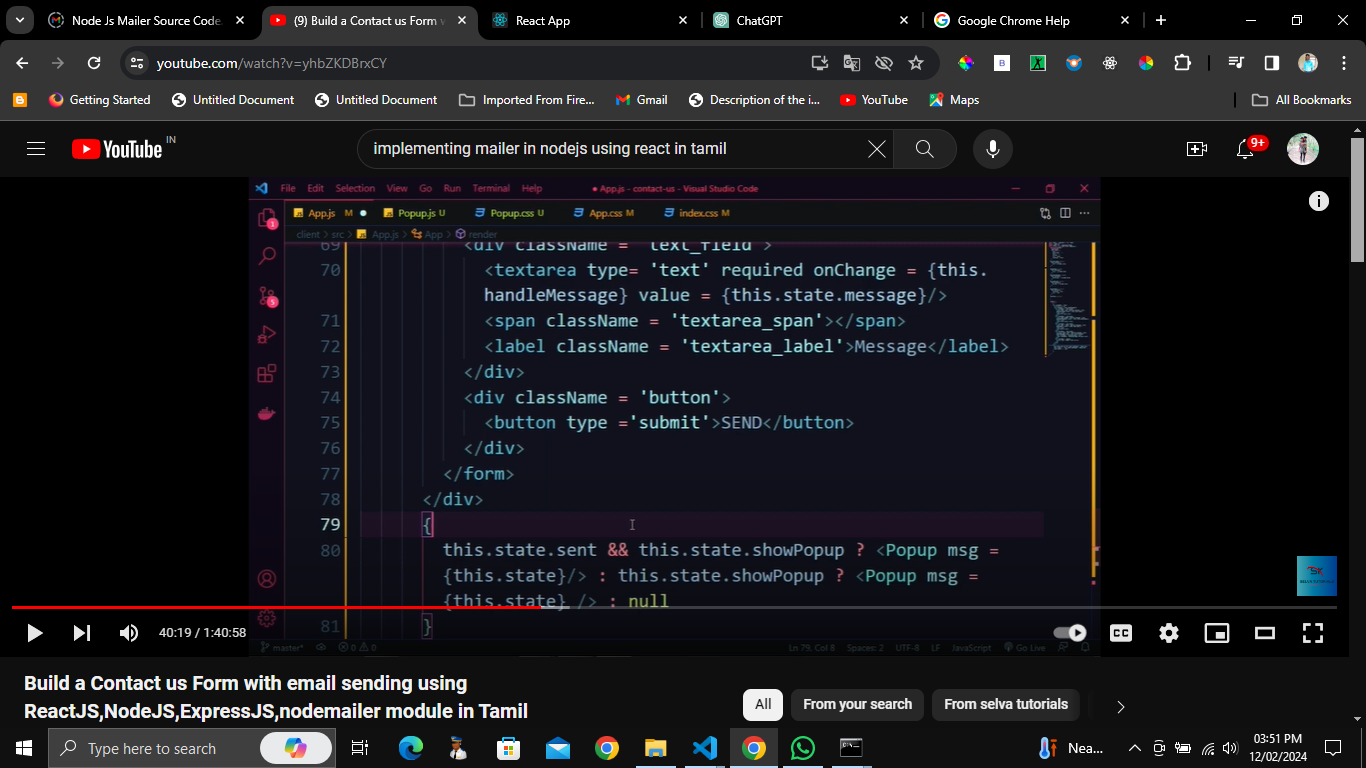 Node Js Mailer Source Code
(9) Build a Contact us Form w
React App
ChatGPT
Google Chrome Help
youtube.com/watch?v=yhbZKDBrxCY
Getting Started
Untitled Document
Untitled Document
Imported From Fire...
Gmail
Description of the i...
YouTube
Maps
All Bookmarks
YouTube IN
implementing mailer in nodejs using react in tamil
9+
File Edit Selection View Go Run Terminal Help
● App.js - contact-us - Visual Studio Code
App.js M ●
Popup.js U
Popup.css U
App.css M
index.css M
client > src > App.js > App > render
69 <div className = 'text_field'>
70 <textarea type= 'text' required onChange = {this.
handleMessage} value = {this.state.message}/>
71 <span className = 'textarea_span'></span>
72 <label className = 'textarea_label'>Message</label>
73 </div>
74 <div className = 'button'>
75 <button type ='submit'>SEND</button>
76 </div>
77 </form>
78 </div>
79 {
80 this.state.sent && this.state.showPopup ? <Popup msg =
{this.state}/> : this.state.showPopup ? <Popup msg =
{this.state} /> : null
81 }
master*
0 0
Ln 79, Col 8 Spaces: 2 UTF-8 LF JavaScript Go Live
40:19 / 1:40:58
CC
Build a Contact us Form with email sending using
ReactJS,NodeJS,ExpressJS,nodemailer module in Tamil
All
From your search
From selva tutorials
Type here to search
Nea...
03:51 PM
12/02/2024